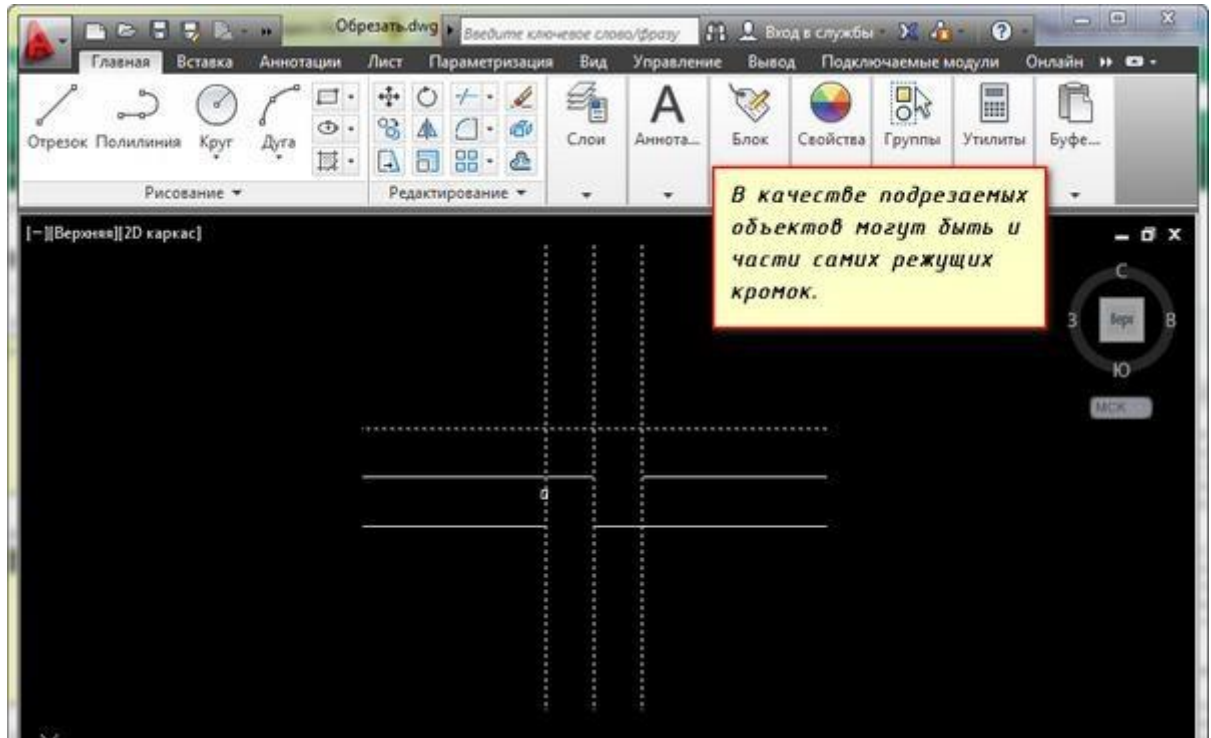 Обрезать.dwg
Введите ключевое слово/фразу
Вход в службы
Главная Вставка Аннотации Лист Параметризация Вид Управление Вывод Подключаемые модули Онлайн
Отрезок Полилиния Круг Дуга
Слои Аннота... Блок Свойства Группы Утилиты Буфе...
Рисование Редактирование
В качестве подрезаемых
объектов могут быть и
части самих режущих
кромок.
[−][Верхняя][2D каркас]
С
З Верх В
Ю
МСК